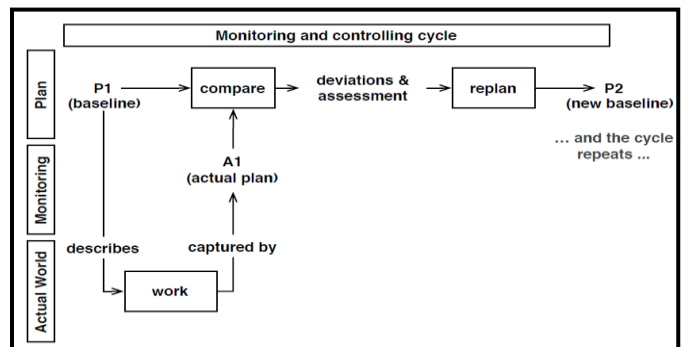 Monitoring and controlling cycle
Plan
P1
(baseline)
compare
deviations &
assessment
replan
P2
(new baseline)
... and the cycle
repeats ...
Monitoring
A1
(actual plan)
Actual World
describes
captured by
work